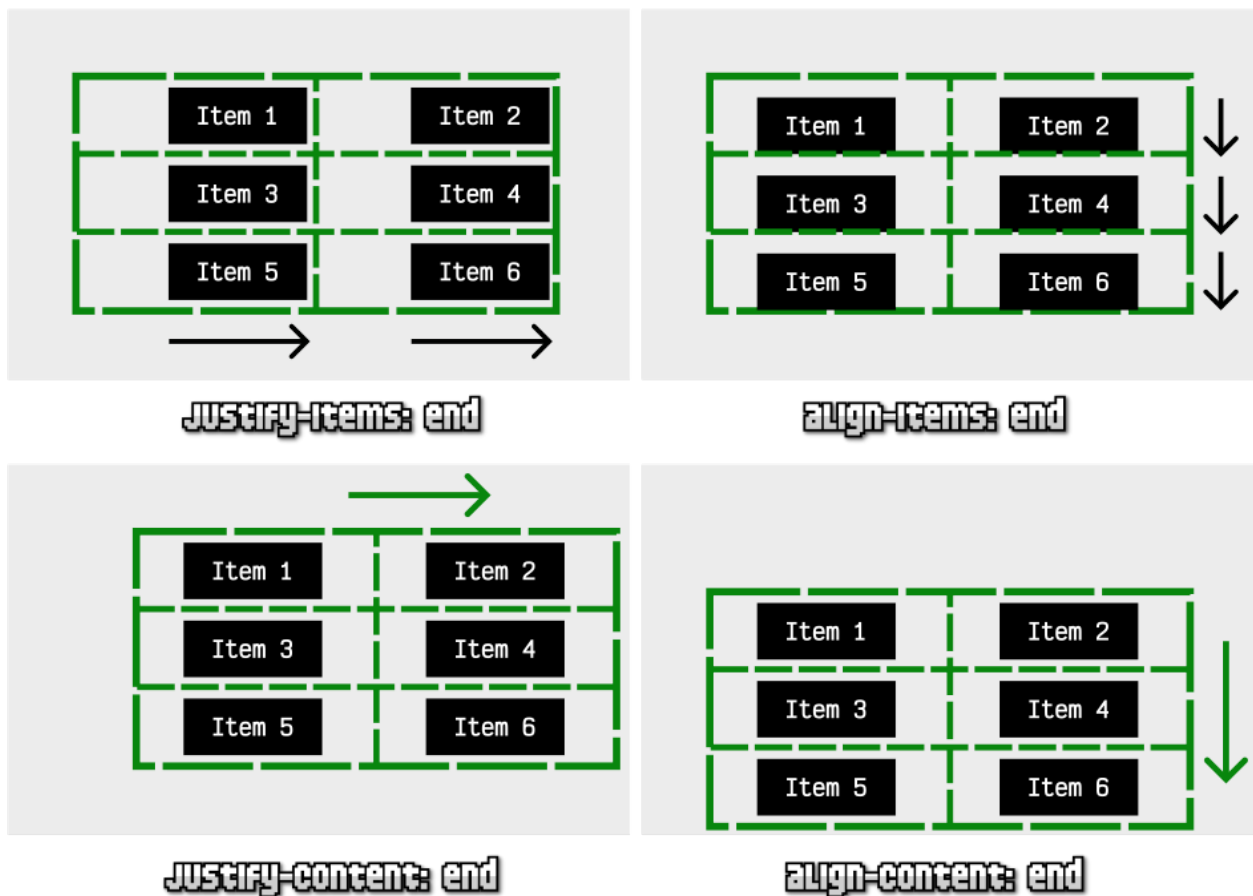 Item 1
Item 2
Item 3
Item 4
Item 5
Item 6
justify-items: end
Item 1
Item 2
Item 3
Item 4
Item 5
Item 6
align-items: end
Item 1
Item 2
Item 3
Item 4
Item 5
Item 6
justify-content: end
Item 1
Item 2
Item 3
Item 4
Item 5
Item 6
align-content: end